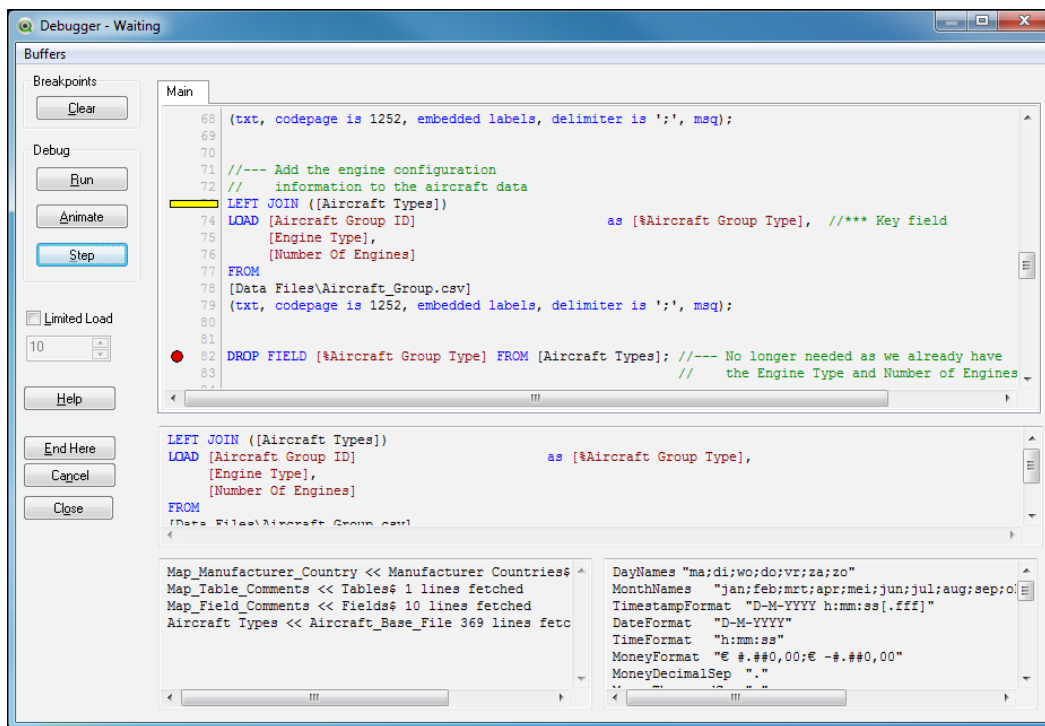 Debugger - Waiting
Buffers
Breakpoints
Clear
Debug
Run
Animate
Step
Limited Load
10
Help
End Here
Cancel
Close
Main
68 (txt, codepage is 1252, embedded labels, delimiter is ';', msq);
69
70
71 //--- Add the engine configuration
72 //    information to the aircraft data
LEFT JOIN ([Aircraft Types])
74 LOAD [Aircraft Group ID] as [%Aircraft Group Type], //*** Key field
75 [Engine Type],
76 [Number Of Engines]
77 FROM
78 [Data Files\Aircraft_Group.csv]
79 (txt, codepage is 1252, embedded labels, delimiter is ';', msq);
80
81
82 DROP FIELD [%Aircraft Group Type] FROM [Aircraft Types]; //--- No longer needed as we already have
83 //    the Engine Type and Number of Engines
LEFT JOIN ([Aircraft Types])
LOAD [Aircraft Group ID] as [%Aircraft Group Type],
[Engine Type],
[Number Of Engines]
FROM
[Data Files\Aircraft_Group.csv]
Map_Manufacturer_Country << Manufacturer Countries$
Map_Table_Comments << Tables$ 1 lines fetched
Map_Field_Comments << Fields$ 10 lines fetched
Aircraft Types << Aircraft_Base_File 369 lines fetc
DayNames "ma;di;wo;do;vr;za;zo"
MonthNames "jan;feb;mrt;apr;mei;jun;jul;aug;sep;o
TimestampFormat "D-M-YYYY h:mm:ss[.fff]"
DateFormat "D-M-YYYY"
TimeFormat "h:mm:ss"
MoneyFormat "€ #.##0,00;€ -#.##0,00"
MoneyDecimalSep ","